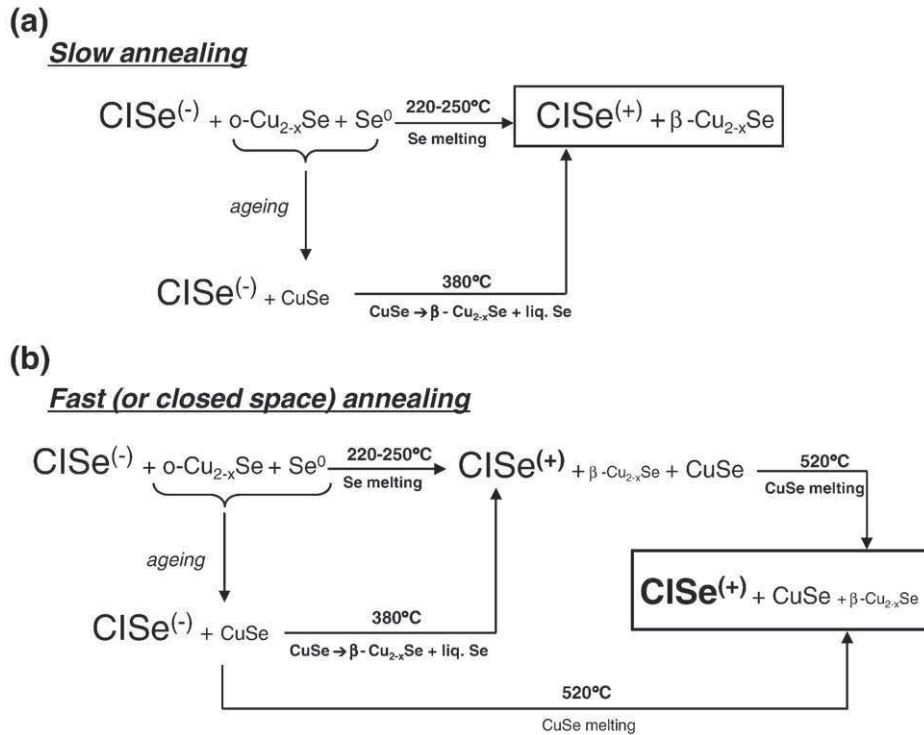 (a)
Slow annealing
CISe(-) + o-Cu2-xSe + Se0
220-250ºC
Se melting
CISe(+) + β-Cu2-xSe
ageing
CISe(-) + CuSe
380ºC
CuSe → β - Cu2-xSe + liq. Se
(b)
Fast (or closed space) annealing
CISe(-) + o-Cu2-xSe + Se0
220-250ºC
Se melting
CISe(+) + β-Cu2-xSe + CuSe
520ºC
CuSe melting
ageing
CISe(+) + CuSe + β-Cu2-xSe
CISe(-) + CuSe
380ºC
CuSe → β - Cu2-xSe + liq. Se
520ºC
CuSe melting